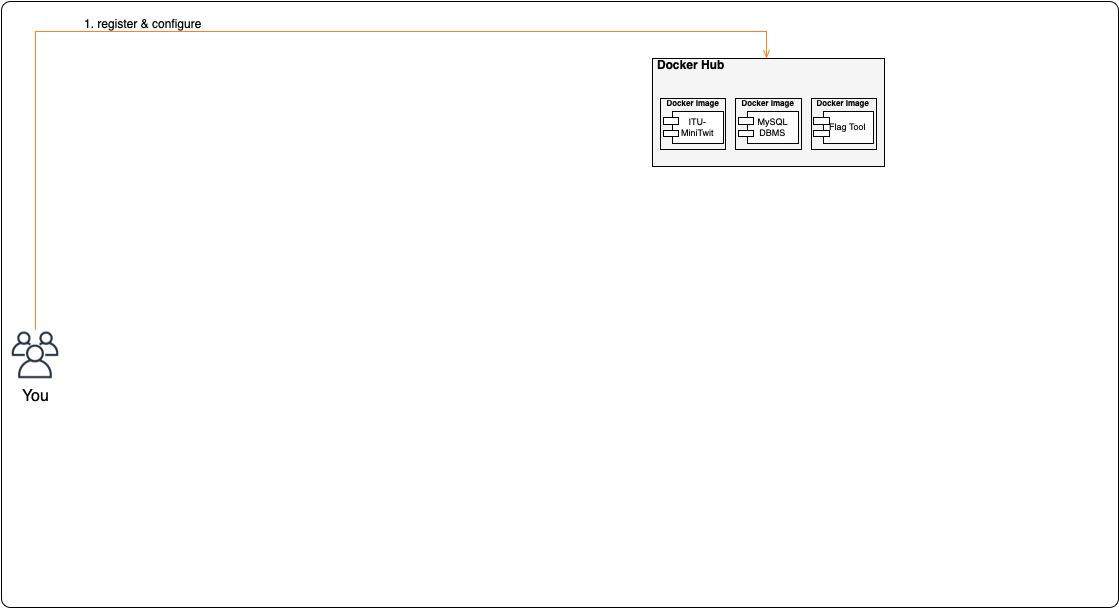 1. register & configure
Docker Hub
Docker Image
ITU-
MiniTwit
Docker Image
MySQL
DBMS
Docker Image
Flag Tool
You